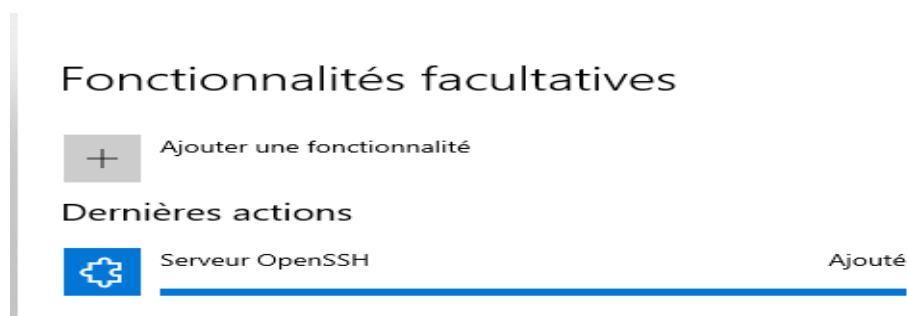 Fonctionnalités facultatives
Ajouter une fonctionnalité
Dernières actions
Serveur OpenSSH Ajouté